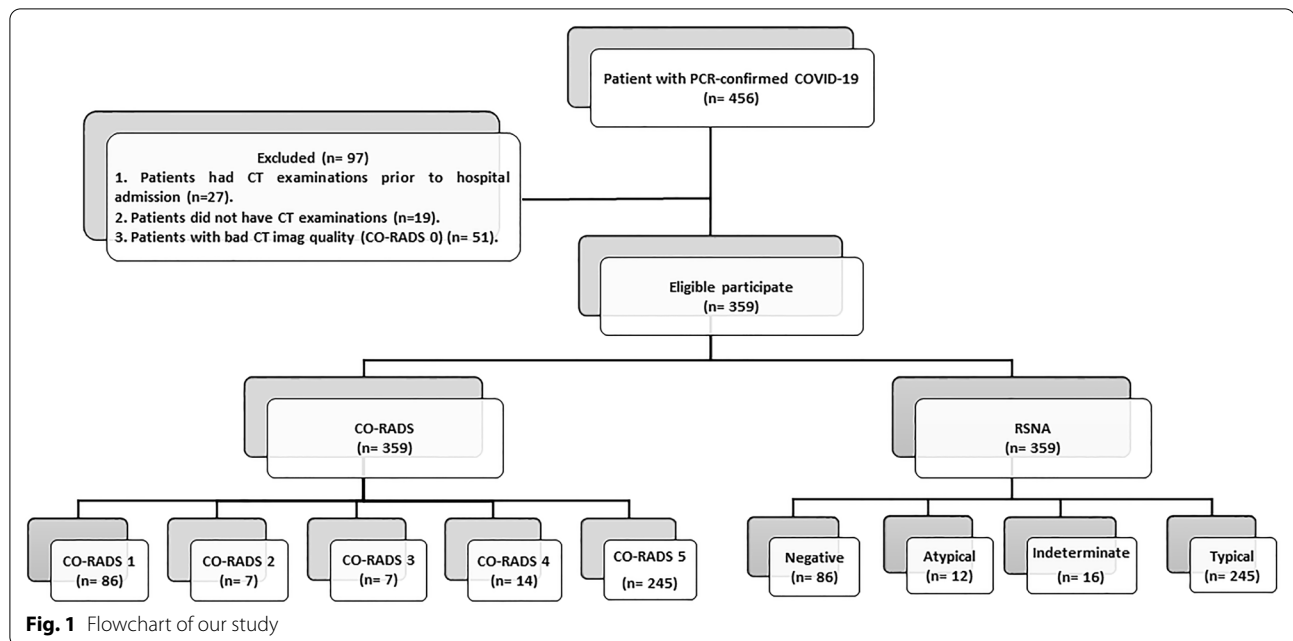 Patient with PCR-confirmed COVID-19
(n= 456)
Excluded (n= 97)
1. Patients had CT examinations prior to hospital
admission (n=27).
2. Patients did not have CT examinations (n=19).
3. Patients with bad CT imag quality (CO-RADS 0) (n= 51).
Eligible participate
(n= 359)
CO-RADS
(n= 359)
RSNA
(n= 359)
CO-RADS 1
(n= 86)
CO-RADS 2
(n= 7)
CO-RADS 3
(n= 7)
CO-RADS 4
(n= 14)
CO-RADS 5
(n= 245)
Negative
(n= 86)
Atypical
(n= 12)
Indeterminate
(n= 16)
Typical
(n= 245)
Fig. 1 Flowchart of our study